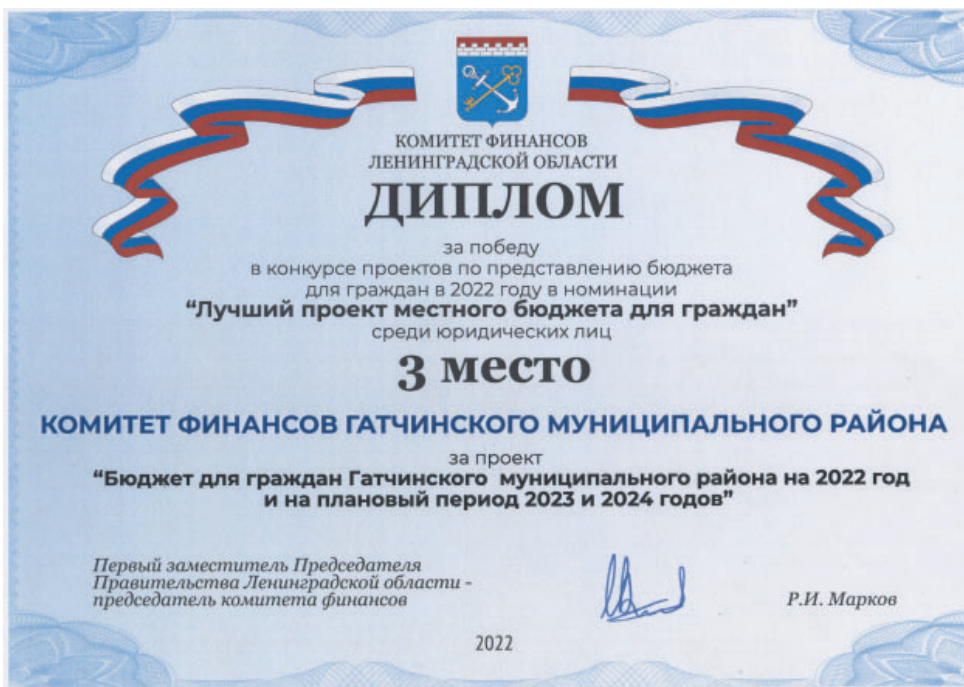 КОМИТЕТ ФИНАНСОВ
ЛЕНИНГРАДСКОЙ ОБЛАСТИ
ДИПЛОМ
за победу
в конкурсе проектов по представлению бюджета
для граждан в 2022 году в номинации
“Лучший проект местного бюджета для граждан”
среди юридических лиц
3 место
КОМИТЕТ ФИНАНСОВ ГАТЧИНСКОГО МУНИЦИПАЛЬНОГО РАЙОНА
за проект
“Бюджет для граждан Гатчинского муниципального района на 2022 год
и на плановый период 2023 и 2024 годов”
Первый заместитель Председателя
Правительства Ленинградской области -
председатель комитета финансов
Р.И. Марков
2022